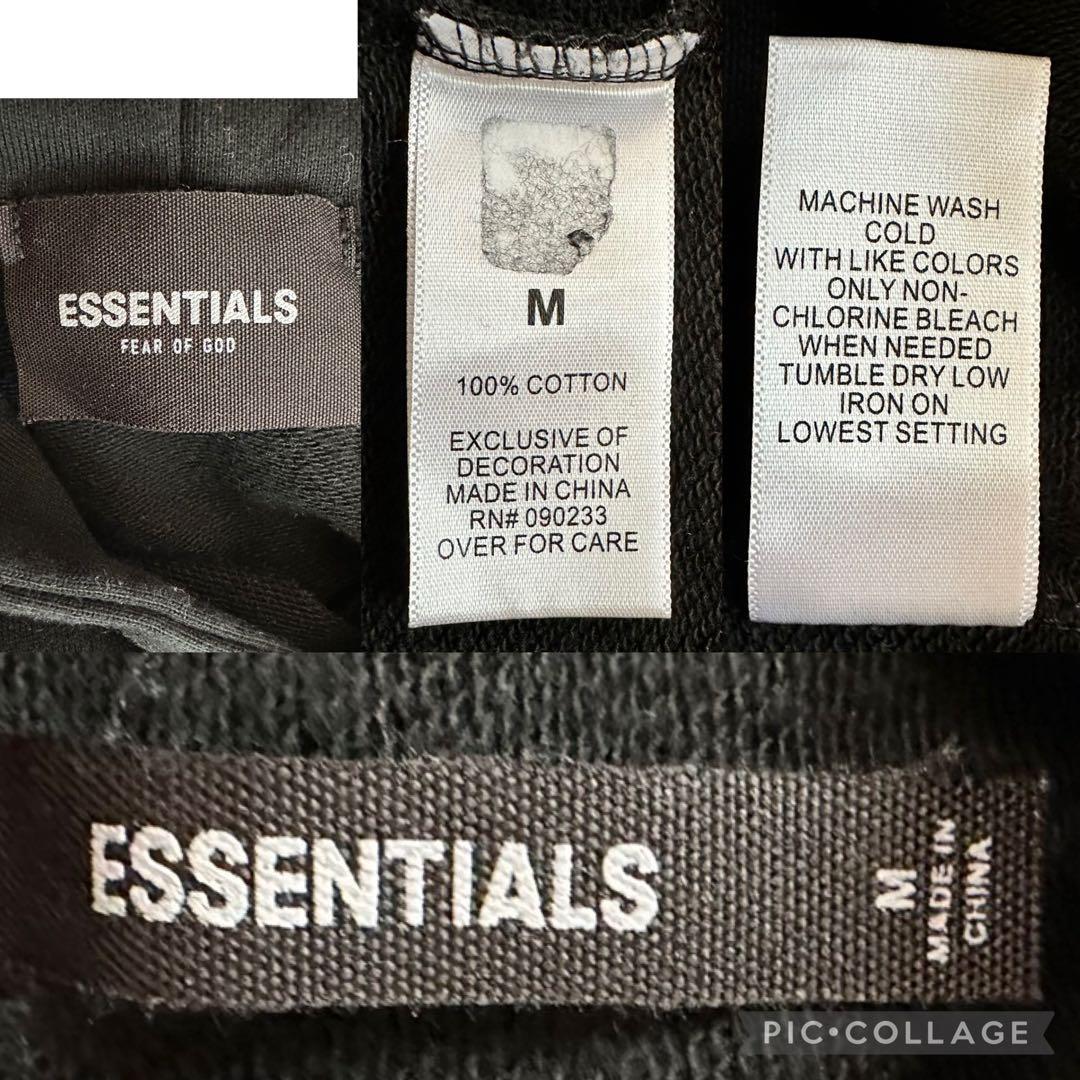 ESSENTIALS
FEAR OF GOD
M
100% COTTON
EXCLUSIVE OF
DECORATION
MADE IN CHINA
RN# 090233
OVER FOR CARE
MACHINE WASH
COLD
WITH LIKE COLORS
ONLY NON-
CHLORINE BLEACH
WHEN NEEDED
TUMBLE DRY LOW
IRON ON
LOWEST SETTING
ESSENTIALS
M
MADE IN
CHINA
PIC•COLLAGE